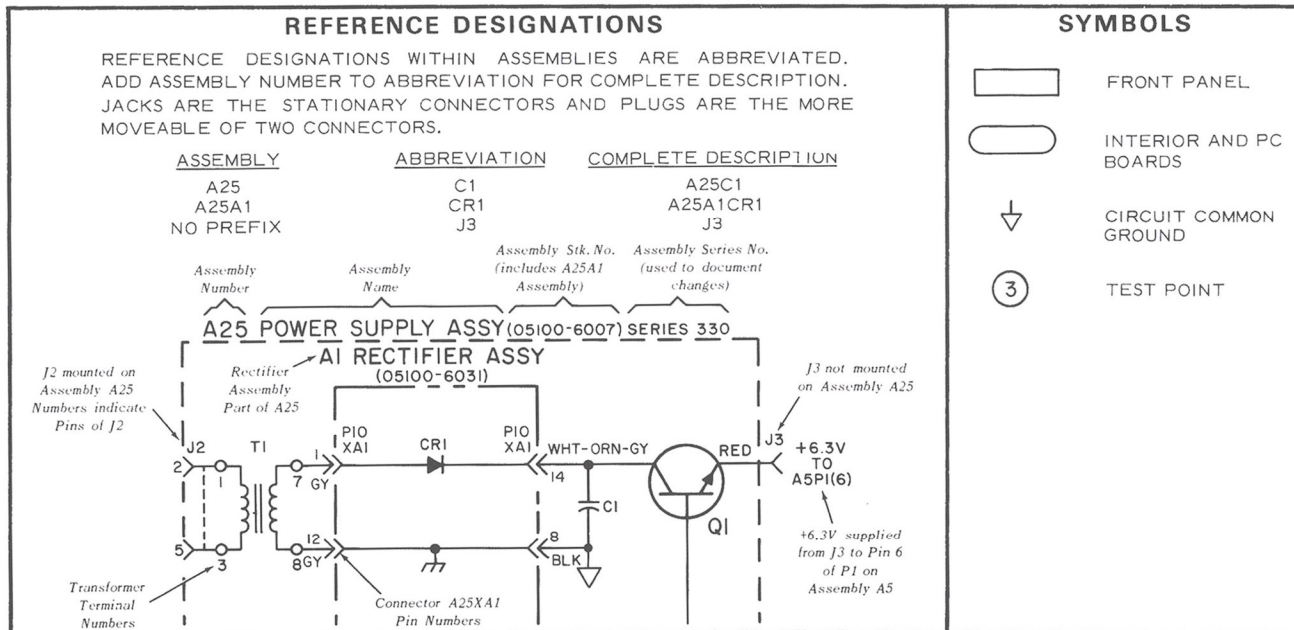 REFERENCE DESIGNATIONS
REFERENCE DESIGNATIONS WITHIN ASSEMBLIES ARE ABBREVIATED.
ADD ASSEMBLY NUMBER TO ABBREVIATION FOR COMPLETE DESCRIPTION.
JACKS ARE THE STATIONARY CONNECTORS AND PLUGS ARE THE MORE
MOVEABLE OF TWO CONNECTORS.
ASSEMBLY ABBREVIATION COMPLETE DESCRIPTION
A25 C1 A25C1
A25A1 CR1 A25A1CR1
NO PREFIX J3 J3
Assembly
Number
Assembly
Name
Assembly Stk. No.
(includes A25A1
Assembly)
Assembly Series No.
(used to document
changes)
A25 POWER SUPPLY ASSY (05100-6007) SERIES 330
A1 RECTIFIER ASSY
(05100-6031)
J2 mounted on
Assembly A25
Numbers indicate
Pins of J2
Rectifier
Assembly
Part of A25
J3 not mounted
on Assembly A25
J2
T1
P10
XA1
CR1
P10
XA1
WHT-ORN-GY
RED
J3
+6.3V
TO
A5P1(6)
2
1
7
1
GY
14
C1
Q1
5
3
8
12
GY
8
BLK
+6.3V supplied
from J3 to Pin 6
of P1 on
Assembly A5
Transformer
Terminal
Numbers
Connector A25XA1
Pin Numbers
SYMBOLS
FRONT PANEL
INTERIOR AND PC
BOARDS
CIRCUIT COMMON
GROUND
3
TEST POINT